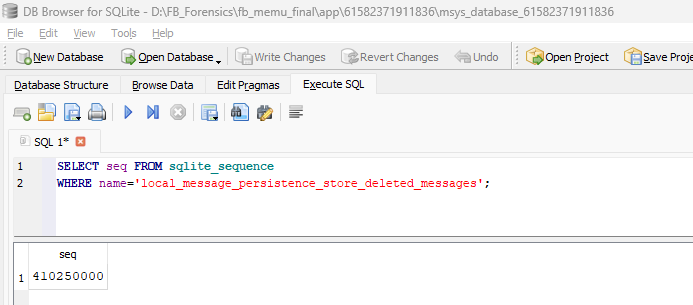 DB Browser for SQLite - D:\FB_Forensics\fb_memu_final\app\61582371911836\msys_database_61582371911836
File Edit View Tools Help
New Database Open Database Write Changes Revert Changes Undo Open Project Save Proje
Database Structure Browse Data Edit Pragmas Execute SQL
SQL 1*
1 SELECT seq FROM sqlite_sequence
2 WHERE name='local_message_persistence_store_deleted_messages';
seq
1 410250000